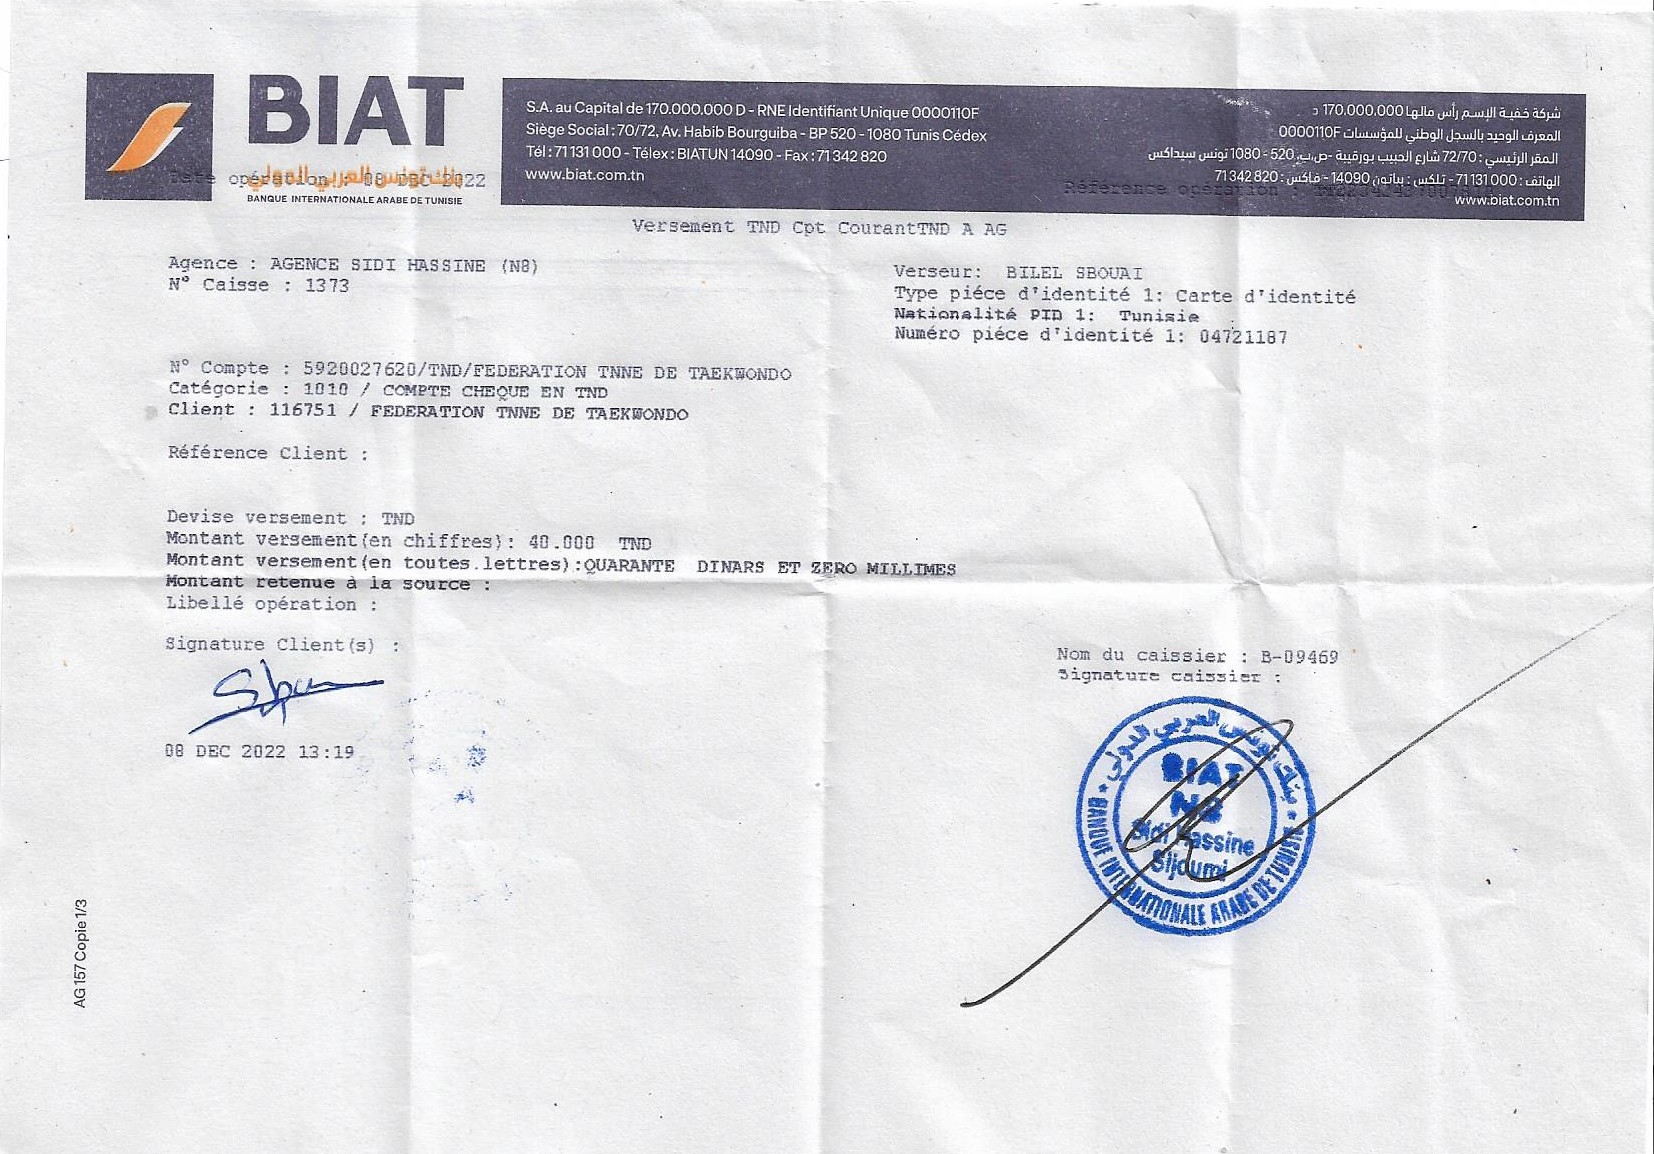 BIAT
بنك تونس العربي الدولي
BANQUE INTERNATIONALE ARABE DE TUNISIE
S.A. au Capital de 170.000.000 D - RNE Identifiant Unique 0000110F
Siège Social : 70/72, Av. Habib Bourguiba - BP 520 - 1080 Tunis Cédex
Tél : 71 131 000 - Télex : BIATUN 14090 - Fax : 71 342 820
www.biat.com.tn
شركة خفية الإسم رأس مالها 170.000.000 د
المعرف الوحيد بالسجل الوطني للمؤسسات 0000110F
المقر الرئيسي : 72/70 شارع الحبيب بورقيبة -ص.ب. 520 - 1080 تونس سيداكس
الهاتف : 71131000 - تلكس : بياتون 14090 - فاكس : 71342820
www.biat.com.tn
Date opération : 08 DEC 2022
Référence opération :
Versement TND Cpt CourantTND A AG
Agence : AGENCE SIDI HASSINE (N8)
N° Caisse : 1373
Verseur: BILEL SBOUAI
Type piéce d'identité 1: Carte d'identité
Nationalité PID 1: Tunisie
Numéro piéce d'identité 1: 04721187
N° Compte : 5920027620/TND/FEDERATION TNNE DE TAEKWONDO
Catégorie : 1010 / COMPTE CHEQUE EN TND
Client : 116751 / FEDERATION TNNE DE TAEKWONDO
Référence Client :
Devise versement : TND
Montant versement(en chiffres): 40.000 TND
Montant versement(en toutes.lettres):QUARANTE DINARS ET ZERO MILLIMES
Montant retenue à la source :
Libellé opération :
Signature Client(s) :
08 DEC 2022 13:19
Nom du caissier : B-09469
Signature caissier :
بنك تونس العربي الدولي
BIAT
N8
Sidi Hassine
Sijoumi
BANQUE INTERNATIONALE ARABE DE TUNISIE
AG 157 Copie 1/3